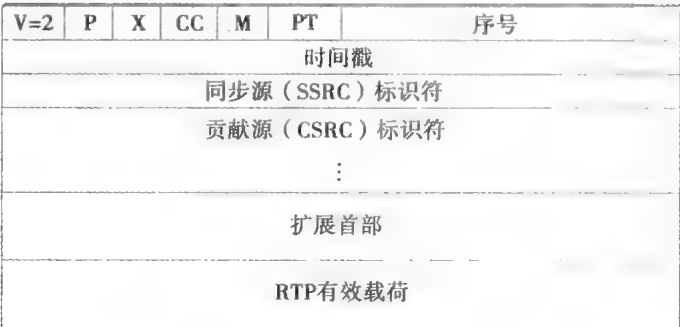 V=2 P X CC M PT 序号
时间戳
同步源（SSRC）标识符
贡献源（CSRC）标识符
⋮
扩展首部
RTP有效载荷